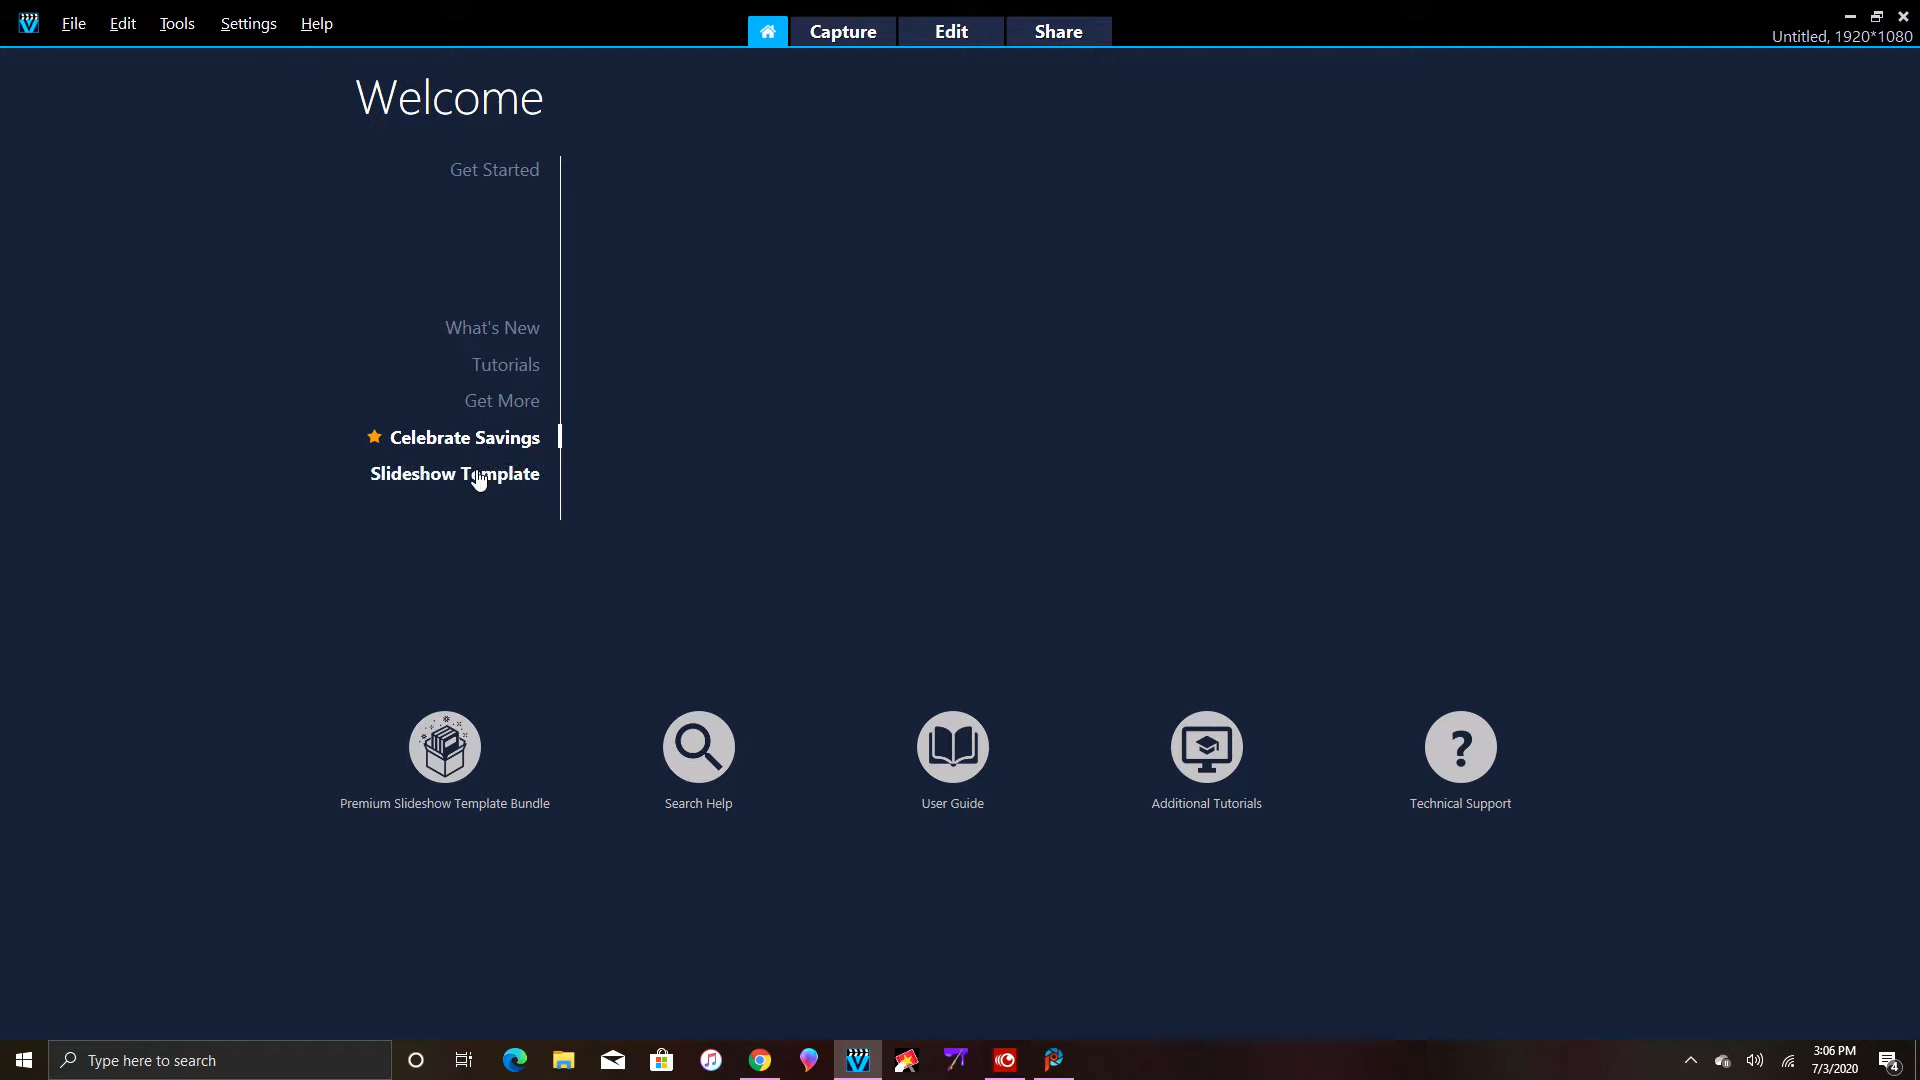 File Edit Tools Settings Help
Capture Edit Share
Untitled, 1920*1080
Welcome
Get Started
What's New
Tutorials
Get More
Celebrate Savings
Slideshow Template
Premium Slideshow Template Bundle
Search Help
User Guide
Additional Tutorials
?
Technical Support
Type here to search
3:06 PM
7/3/2020
4